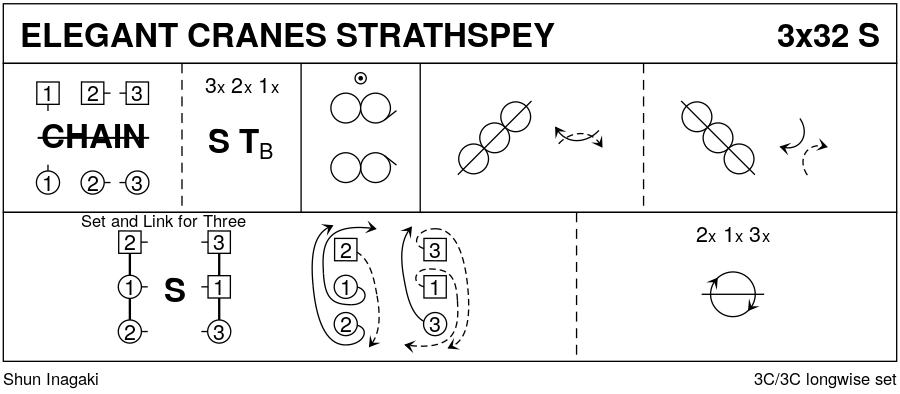 ELEGANT CRANES STRATHSPEY 3x32 S
1 2 3 3x 2x 1x
CHAIN S TB
1 2 3
Set and Link for Three
2 3 2 3 2x 1x 3x
1 S 1 1 1
2 3 2 3
Shun Inagaki 3C/3C longwise set